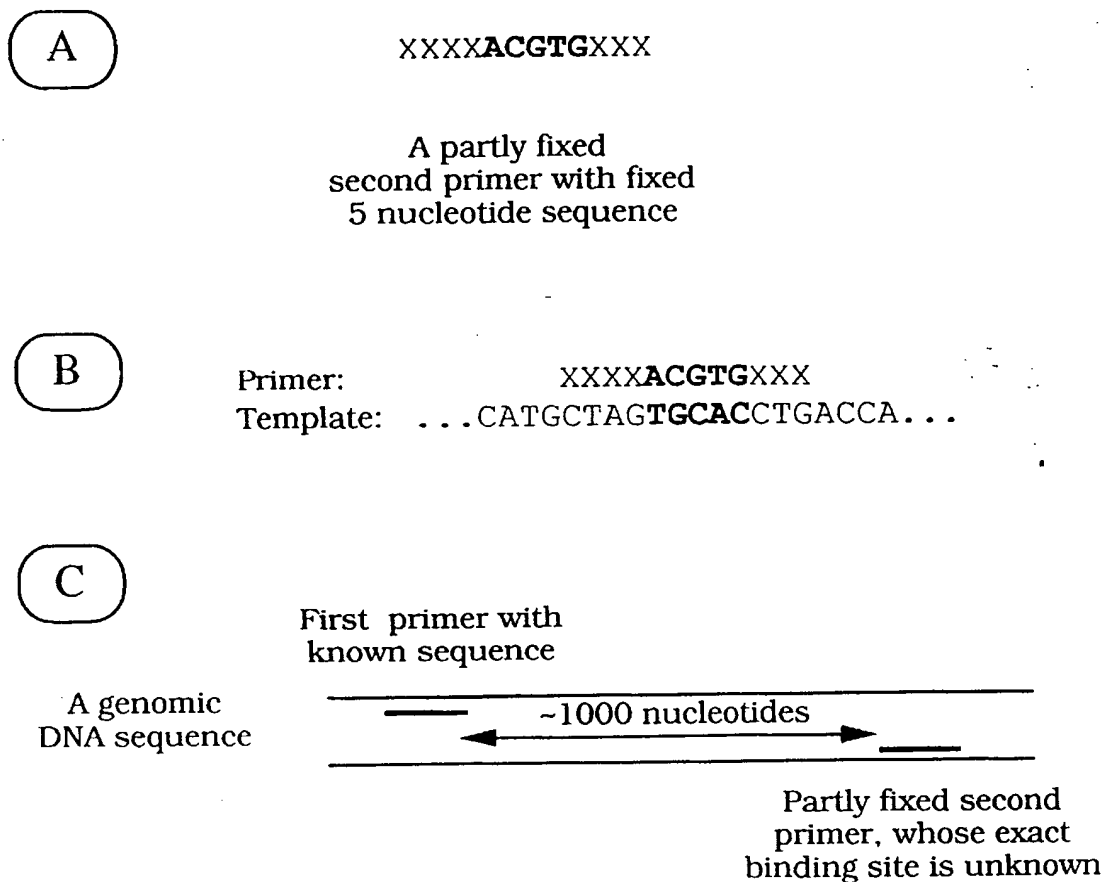 A
XXXXACGTGXXX
A partly fixed
second primer with fixed
5 nucleotide sequence
B
Primer: XXXXACGTGXXX
Template: ...CATGCTAGTGCACCTGACCA...
C
First primer with
known sequence
A genomic
DNA sequence
~1000 nucleotides
Partly fixed second
primer, whose exact
binding site is unknown